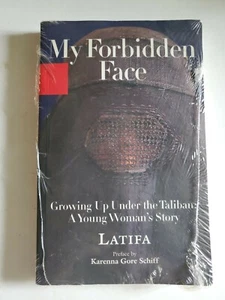 My Forbidden
Face
Growing Up Under the Taliban:
A Young Woman's Story
LATIFA
Preface by
Karenna Gore Schiff